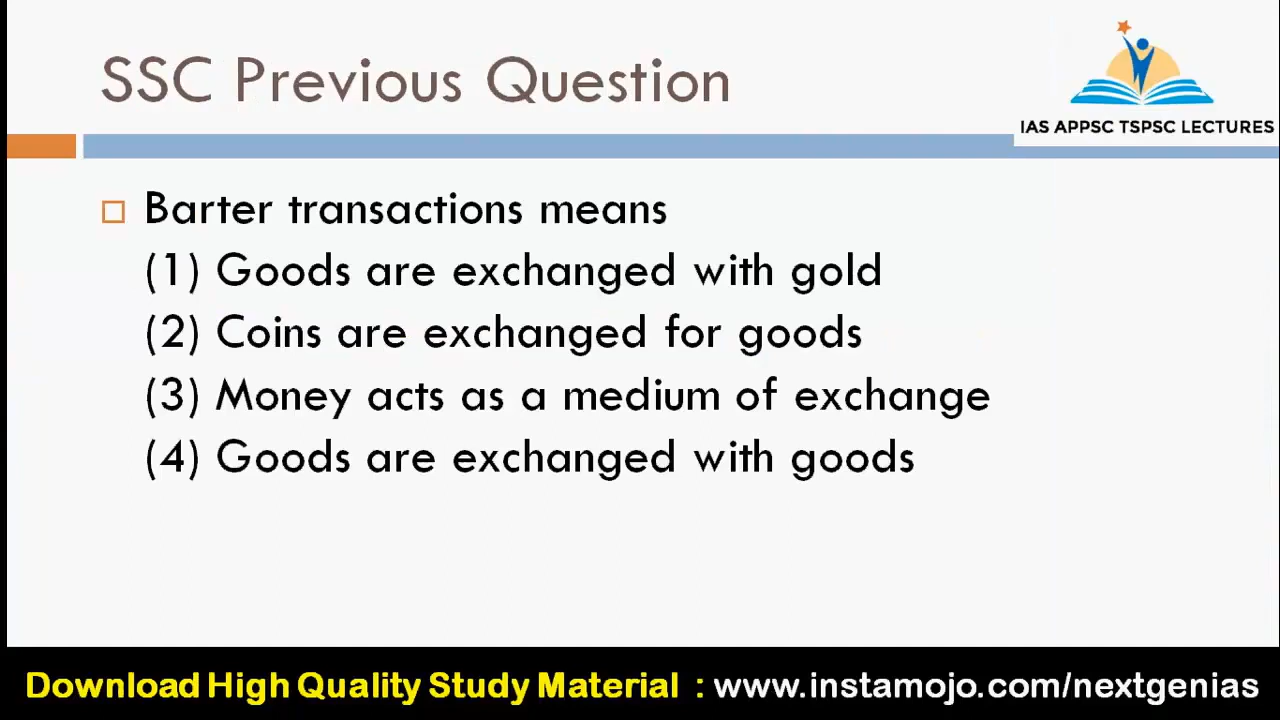 SSC Previous Question
IAS APPSC TSPSC LECTURES
Barter transactions means
(1) Goods are exchanged with gold
(2) Coins are exchanged for goods
(3) Money acts as a medium of exchange
(4) Goods are exchanged with goods
Download High Quality Study Material : www.instamojo.com/nextgenias